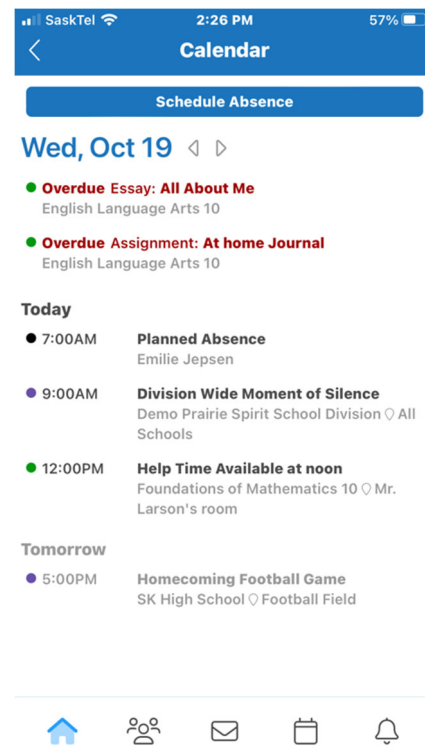 SaskTel 2:26 PM 57%
Calendar
Schedule Absence
Wed, Oct 19
Overdue Essay: All About Me
English Language Arts 10
Overdue Assignment: At home Journal
English Language Arts 10
Today
7:00AM Planned Absence
Emilie Jepsen
9:00AM Division Wide Moment of Silence
Demo Prairie Spirit School Division All
Schools
12:00PM Help Time Available at noon
Foundations of Mathematics 10 Mr.
Larson's room
Tomorrow
5:00PM Homecoming Football Game
SK High School Football Field